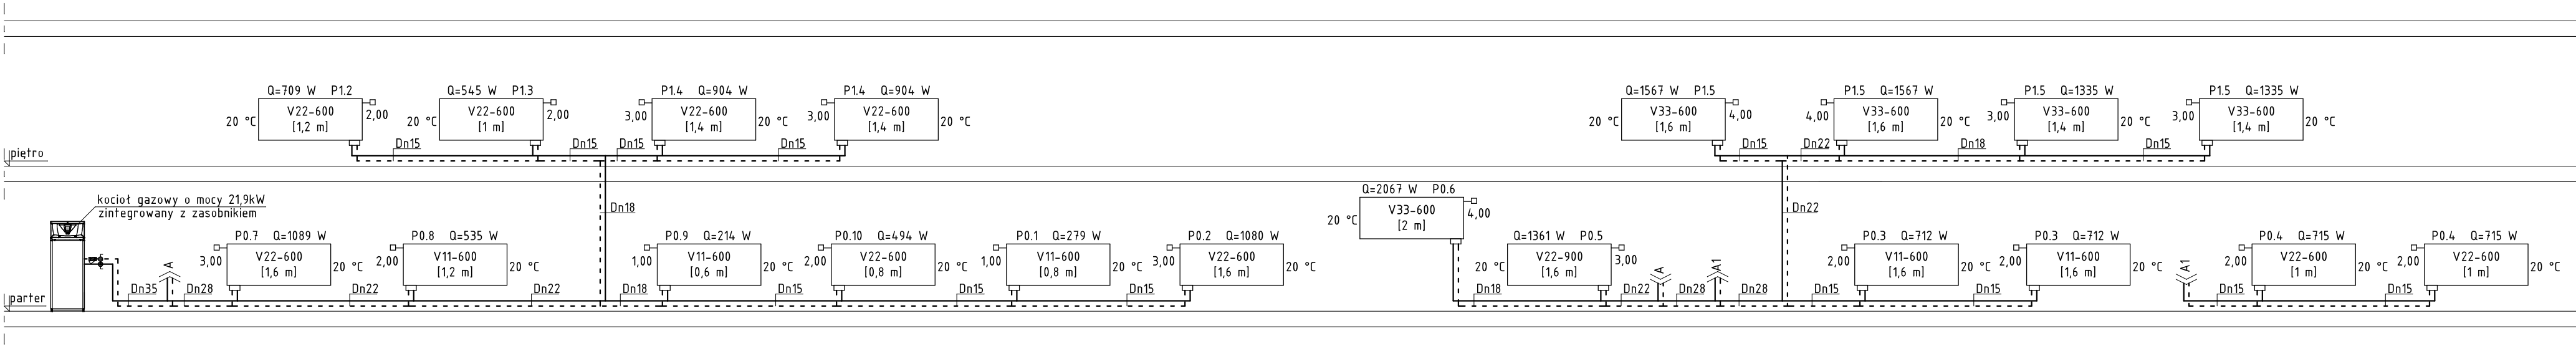 Q=709 W P1.2
V22-600
[1,2 m]
2,00
20 °C
Q=545 W P1.3
V22-600
[1 m]
2,00
20 °C
P1.4 Q=904 W
V22-600
[1,4 m]
3,00
20 °C
P1.4 Q=904 W
V22-600
[1,4 m]
3,00
20 °C
Q=1567 W P1.5
V33-600
[1,6 m]
4,00
20 °C
P1.5 Q=1567 W
V33-600
[1,6 m]
4,00
20 °C
P1.5 Q=1335 W
V33-600
[1,4 m]
3,00
20 °C
P1.5 Q=1335 W
V33-600
[1,4 m]
3,00
20 °C
Dn15
Dn15
Dn15
Dn15
Dn15
Dn22
Dn18
Dn15
piętro
kocioł gazowy o mocy 21,9kW
zintegrowany z zasobnikiem
Dn18
Dn22
Q=2067 W P0.6
V33-600
[2 m]
4,00
20 °C
P0.7 Q=1089 W
V22-600
[1,6 m]
3,00
20 °C
P0.8 Q=535 W
V11-600
[1,2 m]
2,00
20 °C
P0.9 Q=214 W
V11-600
[0,6 m]
1,00
20 °C
P0.10 Q=494 W
V22-600
[0,8 m]
2,00
20 °C
P0.1 Q=279 W
V11-600
[0,8 m]
1,00
20 °C
P0.2 Q=1080 W
V22-600
[1,6 m]
3,00
20 °C
Q=1361 W P0.5
V22-900
[1,6 m]
3,00
20 °C
P0.3 Q=712 W
V11-600
[1,6 m]
2,00
20 °C
P0.3 Q=712 W
V11-600
[1,6 m]
2,00
20 °C
P0.4 Q=715 W
V22-600
[1 m]
2,00
20 °C
P0.4 Q=715 W
V22-600
[1 m]
2,00
20 °C
A
A
A1
A1
parter
Dn35
Dn28
Dn22
Dn22
Dn18
Dn15
Dn15
Dn15
Dn18
Dn22
Dn28
Dn28
Dn15
Dn15
Dn15
Dn15